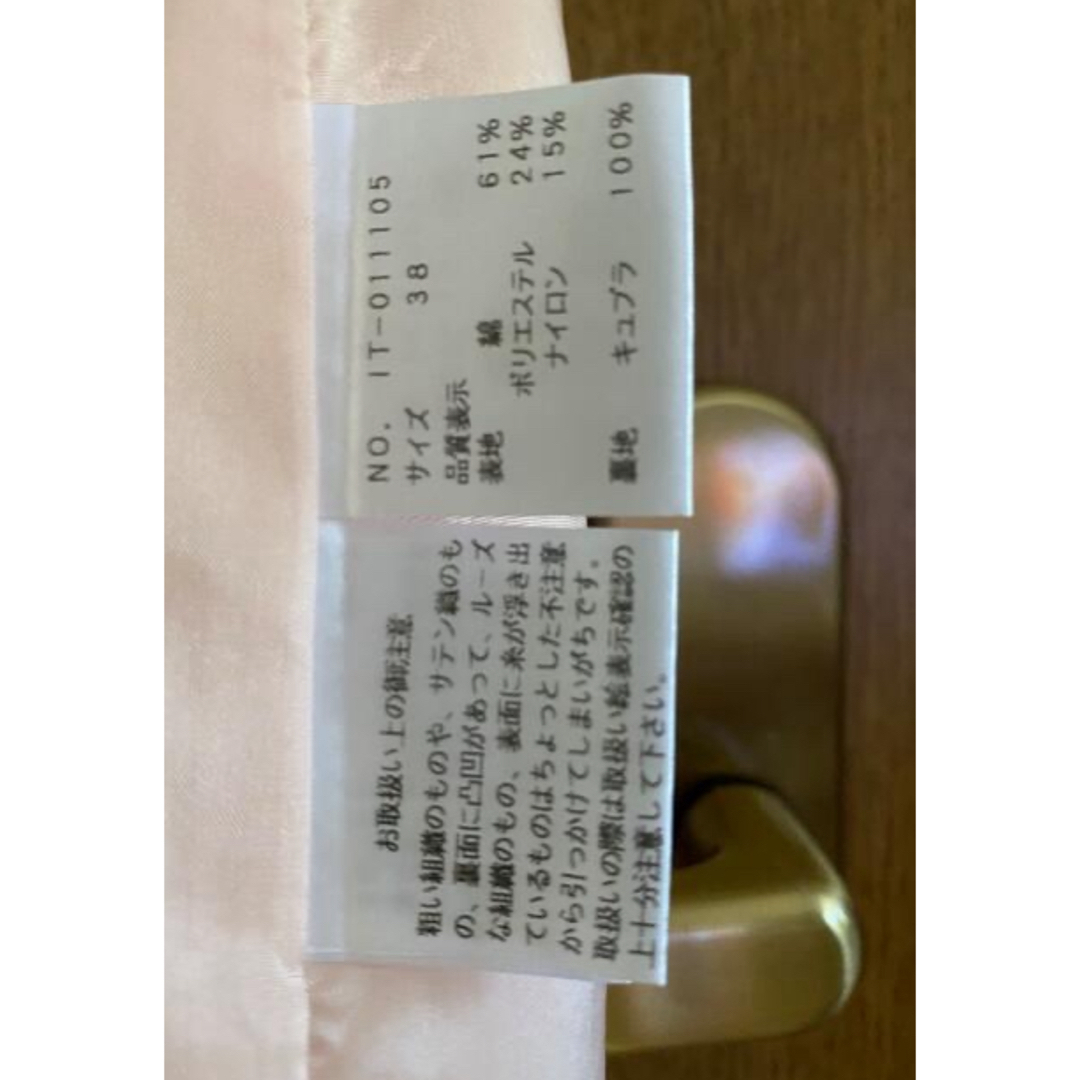 NO. IT-011105
サイズ 38
品質表示
表地 綿 61%
ポリエステル 24%
ナイロン 15%
裏地 キュプラ 100%
お取扱い上の御注意
粗い組織のものや、サテン織のも
の、裏面に凸凹があって、ルーズ
な組織のもの、表面に糸が浮き出
ているものはちょっとした不注意
から引っかけてしまいがちです。
取扱いの際は取扱い絵表示確認の
上十分注意して下さい。